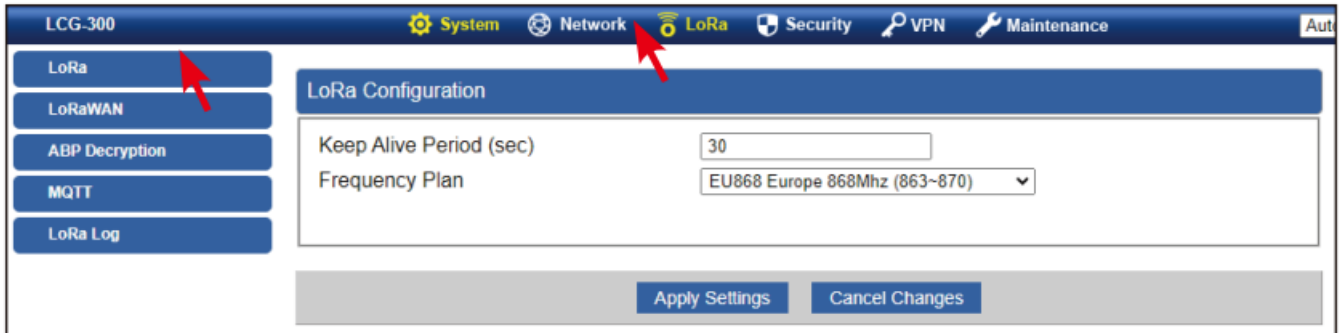 LCG-300 System Network LoRa Security VPN Maintenance Aut
LoRa
LoRaWAN
ABP Decryption
MQTT
LoRa Log
LoRa Configuration
Keep Alive Period (sec) 30
Frequency Plan EU868 Europe 868Mhz (863~870)
Apply Settings Cancel Changes